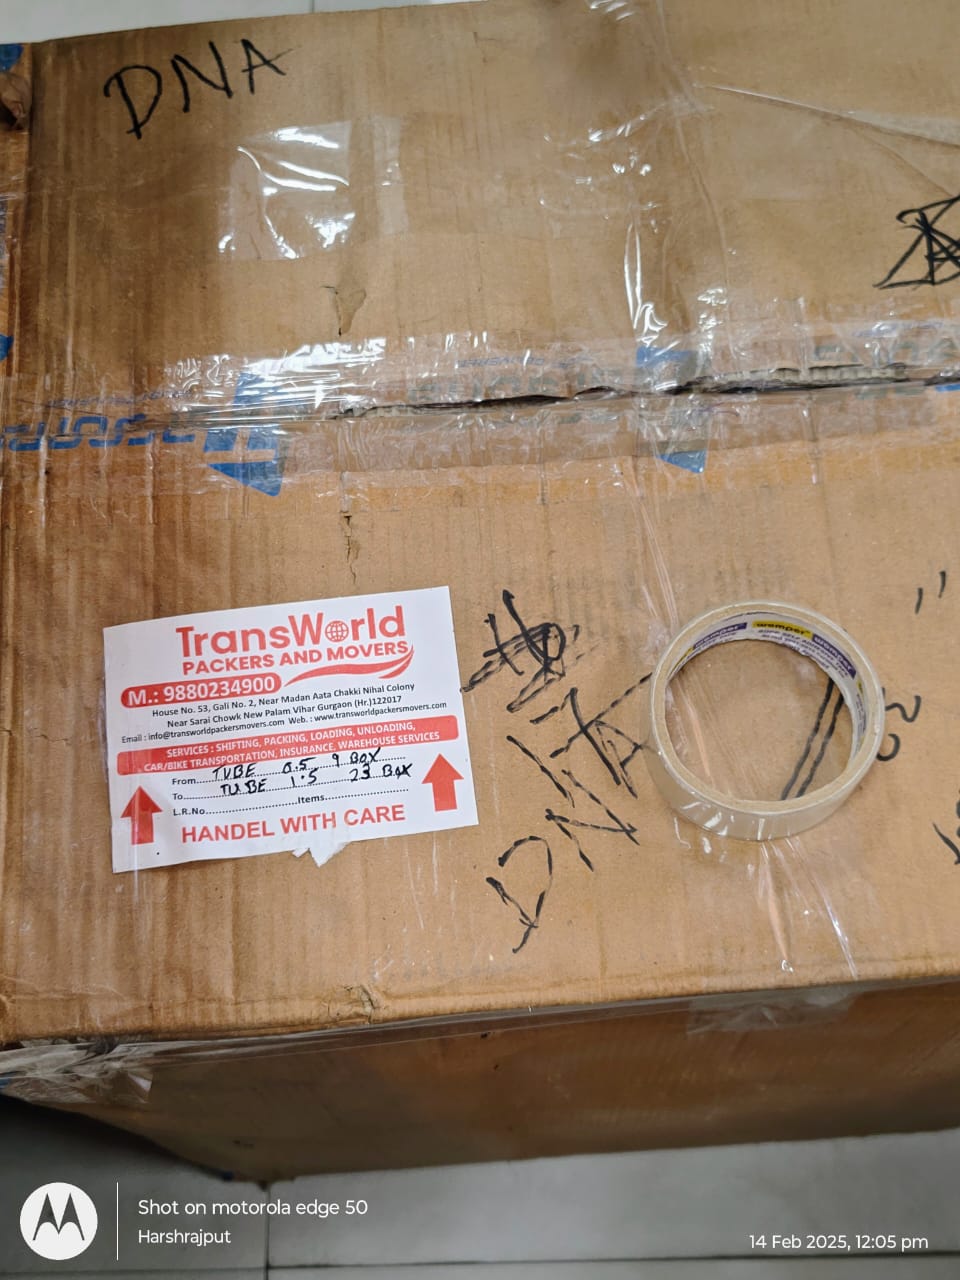 DNA
TransWorld
PACKERS AND MOVERS
M.: 9880234900
House No. 53, Gali No. 2, Near Madan Aata Chakki Nihal Colony
Near Sarai Chowk New Palam Vihar Gurgaon (Hr.)122017
Email : info@transworldpackersmovers.com Web. : www.transworldpackersmovers.com
SERVICES : SHIFTING, PACKING, LOADING, UNLOADING,
CAR/BIKE TRANSPORTATION, INSURANCE, WAREHOUSE SERVICES
From... TUBE 0.5 9 BOX
To... TUBE 1.5 23 BOX
L.R.No..............................Items...........................
HANDEL WITH CARE
DNA
wemper wemper wemper
Shot on motorola edge 50
Harshrajput
14 Feb 2025, 12:05 pm